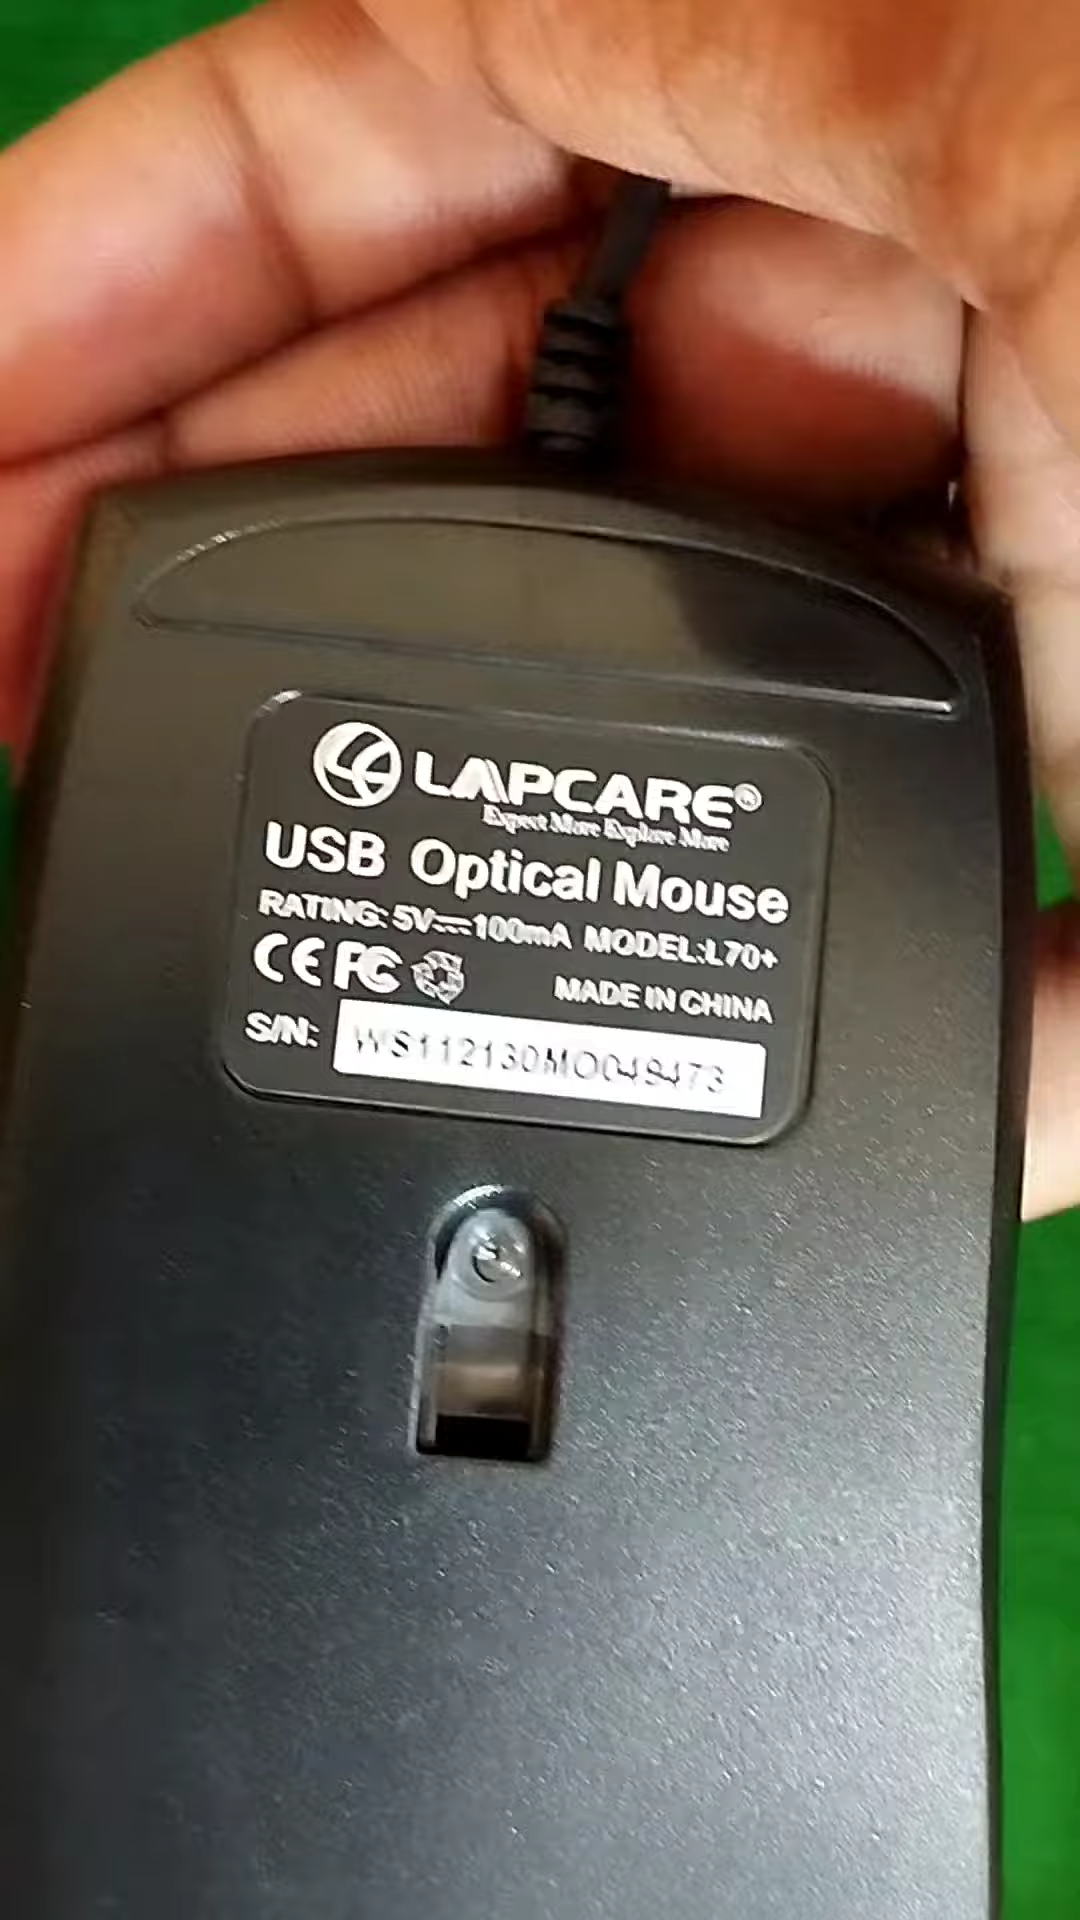 LAPCARE®
Expect More Explore More
USB Optical Mouse
RATING: 5V⎓100mA MODEL:L70+
CE FC
MADE IN CHINA
S/N: WS112130MO049473